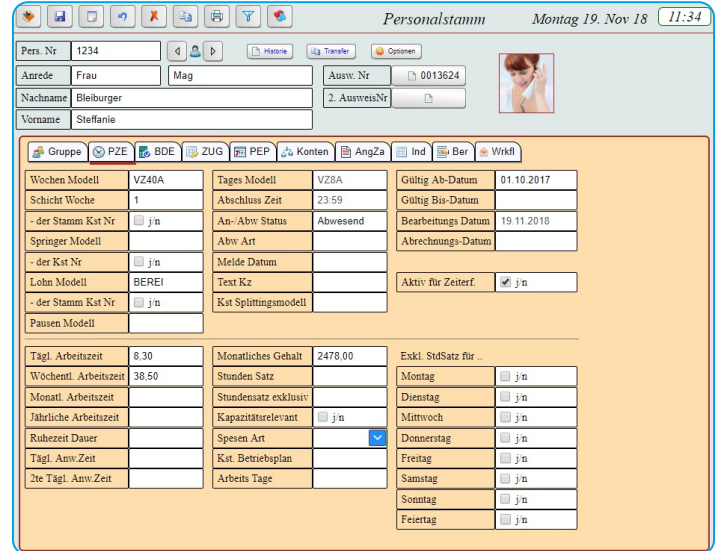 Personalstamm Montag 19. Nov 18 11:34
Pers. Nr 1234 Historie Transfer Optionen
Anrede Frau Mag Ausw. Nr 0013624
Nachname Bleiburger 2. AusweisNr
Vorname Steffanie
Gruppe PZE BDE ZUG PEP Konten AngZa Ind Ber Wrkfl
Wochen Modell VZ40A Tages Modell VZ8A Gültig Ab-Datum 01.10.2017
Schicht Woche 1 Abschluss Zeit 23:59 Gültig Bis-Datum
- der Stamm Kst Nr j/n An-/Abw Status Abwesend Bearbeitungs Datum 19.11.2018
Springer Modell Abw Art Abrechnungs-Datum
- der Kst Nr j/n Melde Datum
Lohn Modell BEREI Text Kz Aktiv für Zeiterf. j/n
- der Stamm Kst Nr j/n Kst Splittingsmodell
Pausen Modell
Tägl. Arbeitszeit 8,30 Monatliches Gehalt 2478,00 Exkl. StdSatz für ..
Wöchentl. Arbeitszeit 38,50 Stunden Satz Montag j/n
Monatl. Arbeitszeit Stundensatz exklusiv Dienstag j/n
Jährliche Arbeitszeit Kapazitätsrelevant j/n Mittwoch j/n
Ruhezeit Dauer Spesen Art Donnerstag j/n
Tägl. Anw.Zeit Kst. Betriebsplan Freitag j/n
2te Tägl. Anw.Zeit Arbeits Tage Samstag j/n
Sonntag j/n
Feiertag j/n